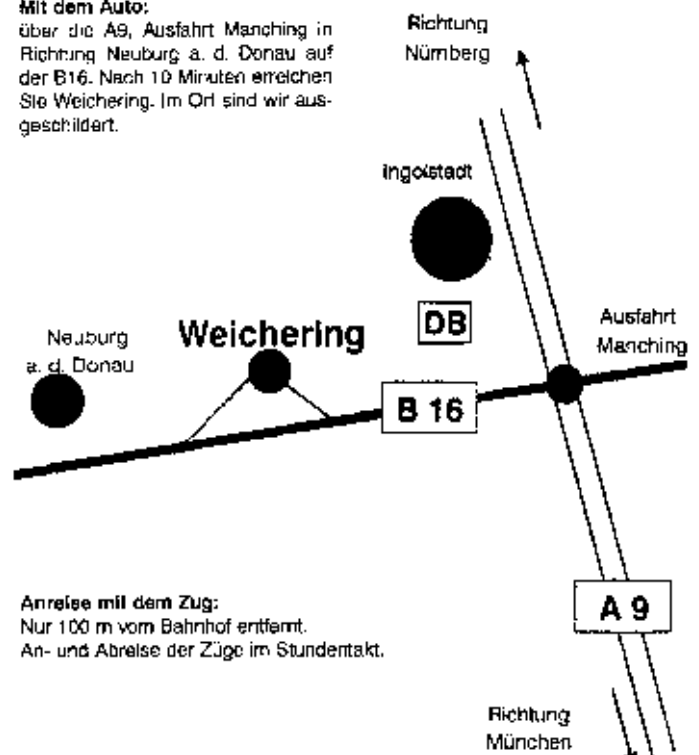 Mit dem Auto:
über die A9, Ausfahrt Manching in
Richtung Neuburg a. d. Donau auf
der B16. Nach 10 Minuten erreichen
Sie Weichering. Im Ort sind wir aus-
geschildert.
Richtung
Nürnberg
Ingolstadt
DB
Ausfahrt
Manching
Weichering
Neuburg
a. d. Donau
B 16
A 9
Anreise mit dem Zug:
Nur 100 m vom Bahnhof entfernt.
An- und Abreise der Züge im Stundentakt.
Richtung
München